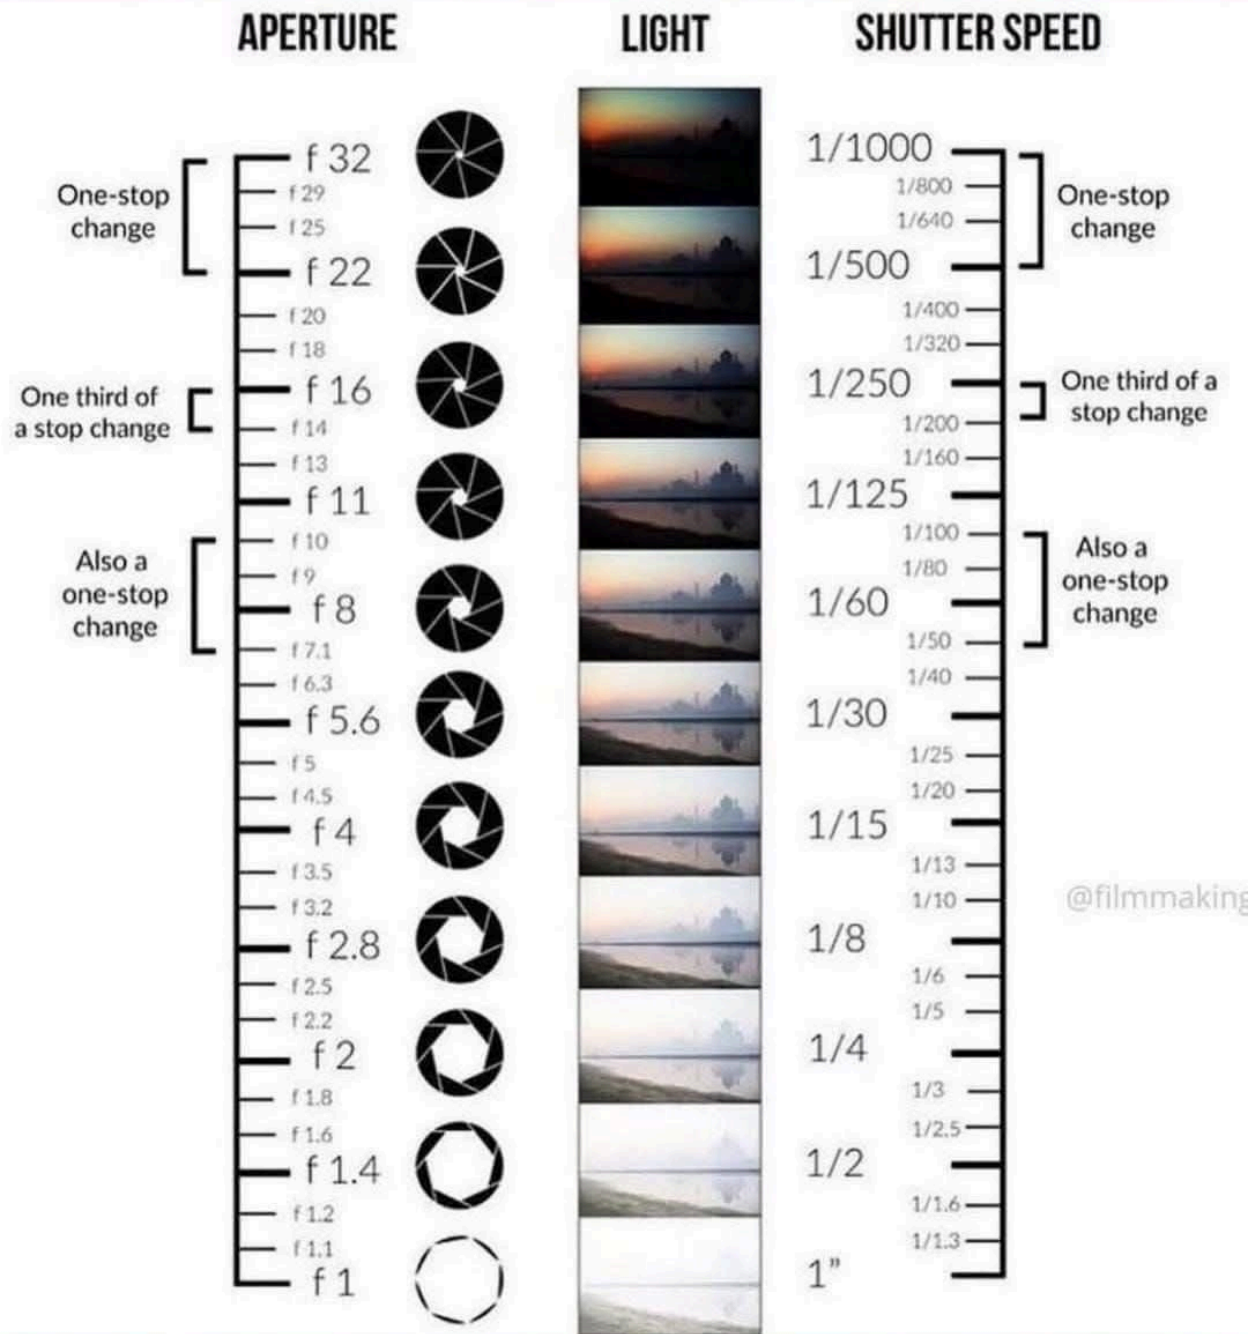 APERTURE
LIGHT
SHUTTER SPEED
One-stop
change
f 32
f 29
f 25
f 22
f 20
f 18
One third of
a stop change
f 16
f 14
f 13
f 11
Also a
one-stop
change
f 10
f 9
f 8
f 7.1
f 6.3
f 5.6
f 5
f 4.5
f 4
f 3.5
f 3.2
f 2.8
f 2.5
f 2.2
f 2
f 1.8
f 1.6
f 1.4
f 1.2
f 1.1
f 1
1/1000
1/800
1/640
1/500
One-stop
change
1/400
1/320
1/250
1/200
One third of a
stop change
1/160
1/125
1/100
1/80
1/60
1/50
Also a
one-stop
change
1/40
1/30
1/25
1/20
1/15
1/13
1/10
@filmmaking
1/8
1/6
1/5
1/4
1/3
1/2.5
1/2
1/1.6
1/1.3
1”